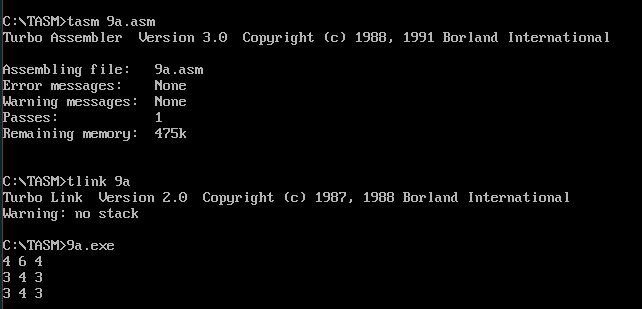 C:\TASM>tasm 9a.asm
Turbo Assembler  Version 3.0  Copyright (c) 1988, 1991 Borland International
Assembling file:   9a.asm
Error messages:    None
Warning messages:  None
Passes:            1
Remaining memory:  475k
C:\TASM>tlink 9a
Turbo Link  Version 2.0  Copyright (c) 1987, 1988 Borland International
Warning: no stack
C:\TASM>9a.exe
4 6 4
3 4 3
3 4 3